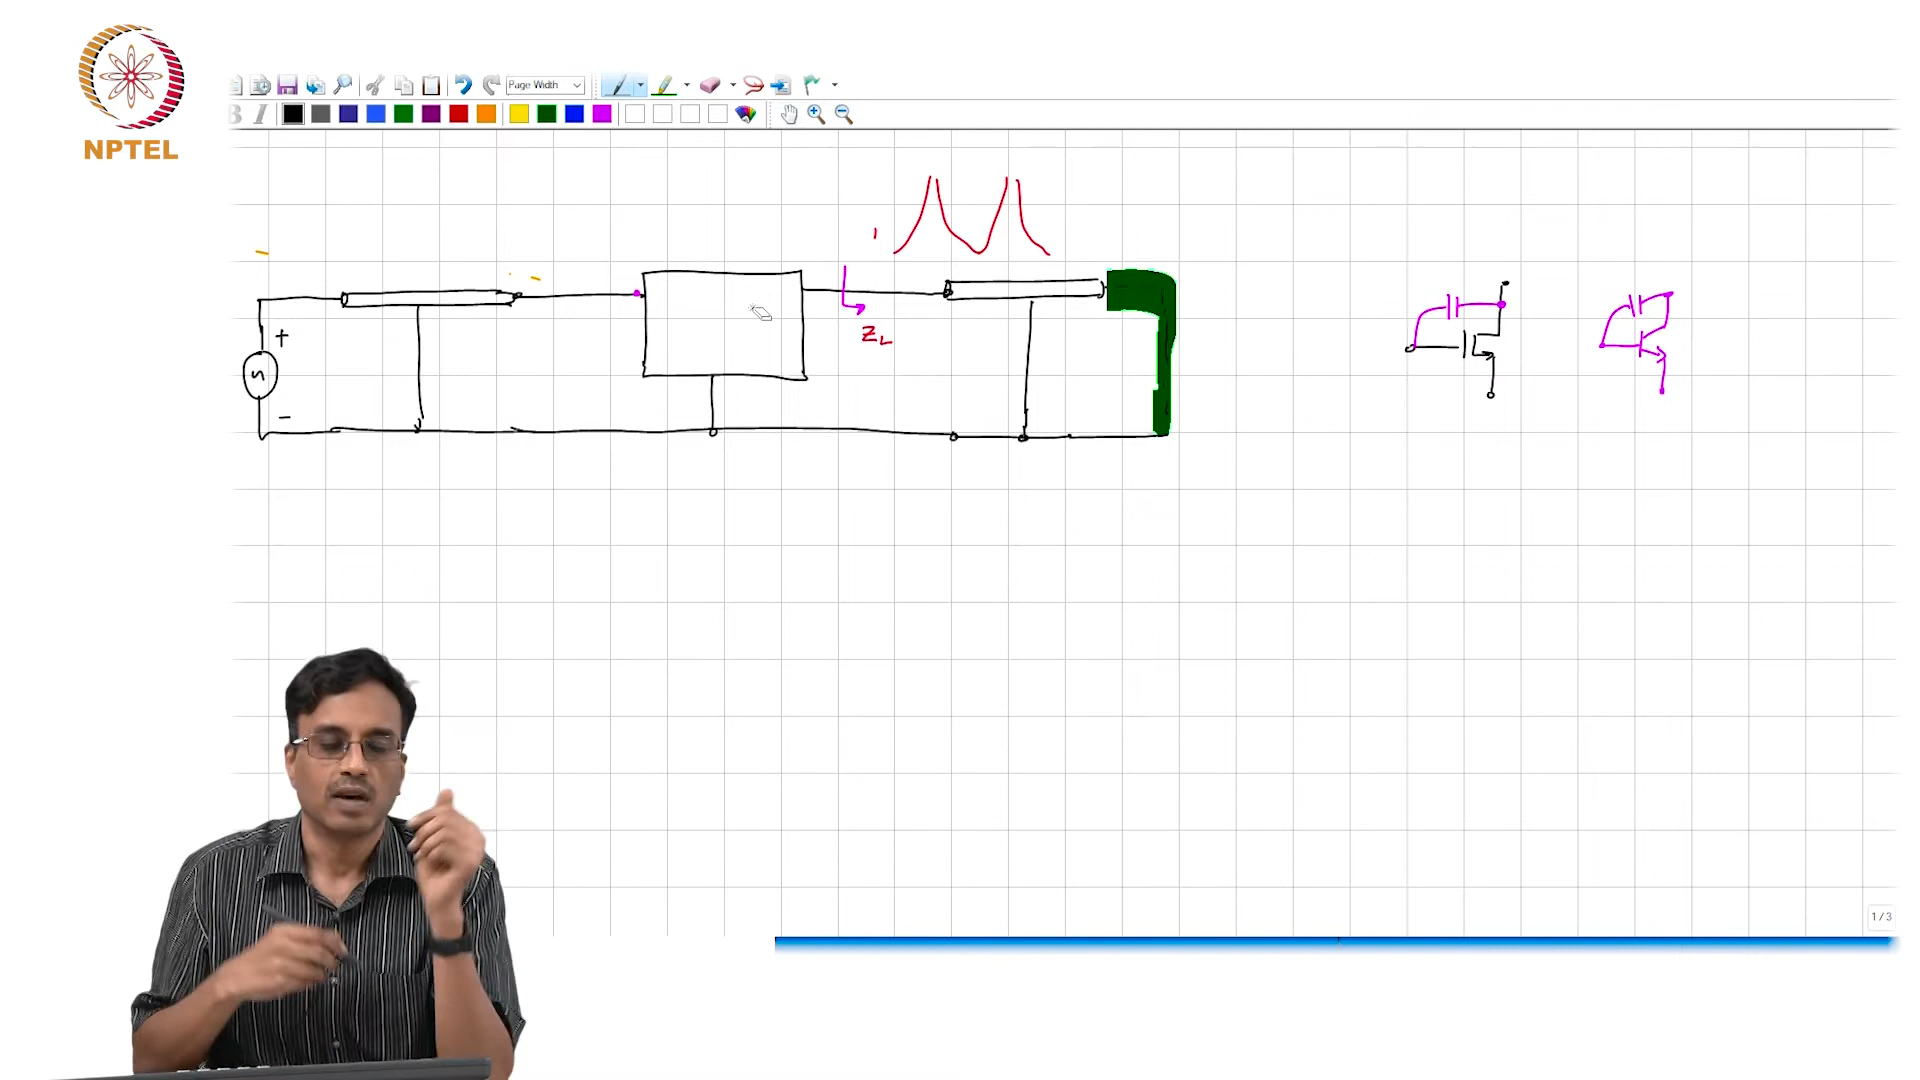 NPTEL
Page Width
B I
+
-
Z_L
1/3